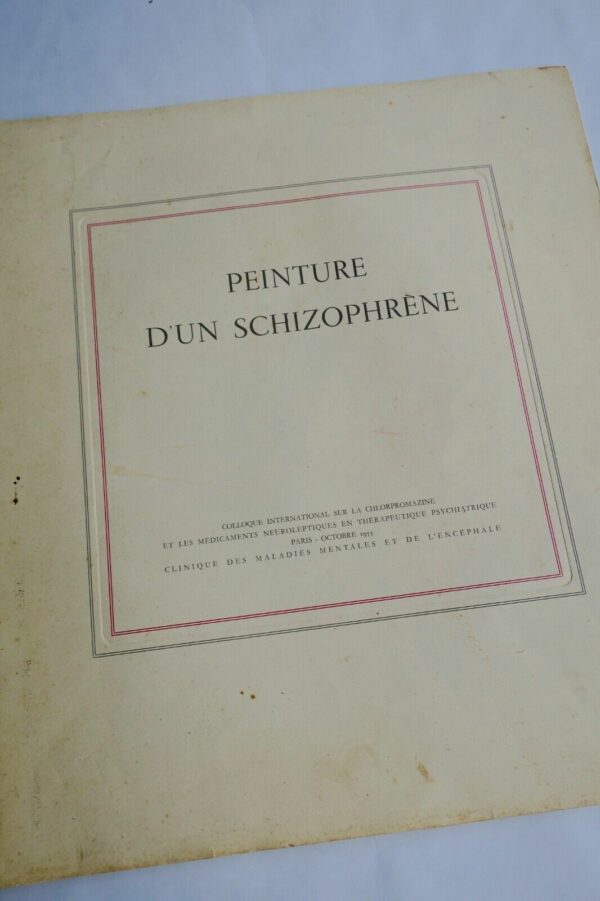 PEINTURE
D'UN SCHIZOPHRÈNE
COLLOQUE INTERNATIONAL SUR LA CHLORPROMAZINE
ET LES MÉDICAMENTS NEUROLEPTIQUES EN THÉRAPEUTIQUE PSYCHIATRIQUE
PARIS - OCTOBRE 1955
CLINIQUE DES MALADIES MENTALES ET DE L'ENCÉPHALE